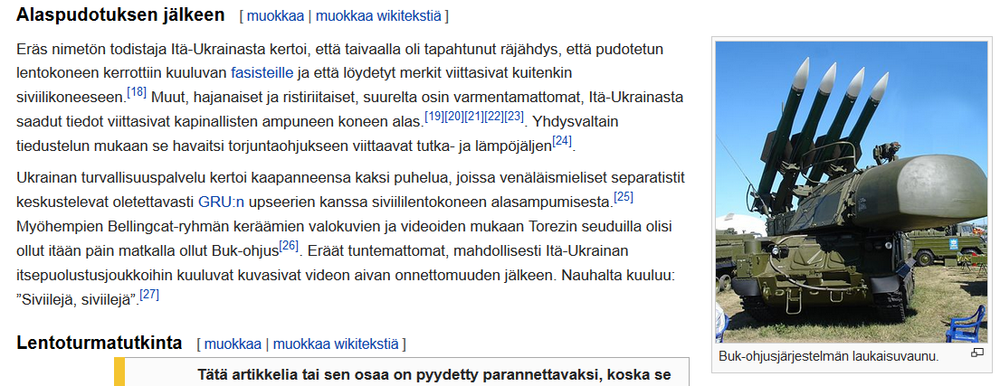 Alaspudotuksen jälkeen [ muokkaa | muokkaa wikitekstiä ]
Eräs nimetön todistaja Itä-Ukrainasta kertoi, että taivaalla oli tapahtunut räjähdys, että pudotetun
lentokoneen kerrottiin kuuluvan fasisteille ja että löydetyt merkit viittasivat kuitenkin
siviilikoneeseen.[18] Muut, hajanaiset ja ristiriitaiset, suurelta osin varmentamattomat, Itä-Ukrainasta
saadut tiedot viittasivat kapinallisten ampuneen koneen alas.[19][20][21][22][23]. Yhdysvaltain
tiedustelun mukaan se havaitsi torjuntaohjukseen viittaavat tutka- ja lämpöjäljen[24].
Ukrainan turvallisuuspalvelu kertoi kaapanneensa kaksi puhelua, joissa venäläismieliset separatistit
keskustelevat oletettavasti GRU:n upseerien kanssa siviililentokoneen alasampumisesta.[25]
Myöhempien Bellingcat-ryhmän keräämien valokuvien ja videoiden mukaan Torezin seuduilla olisi
ollut itään päin matkalla ollut Buk-ohjus[26]. Eräät tuntemattomat, mahdollisesti Itä-Ukrainan
itsepuolustusjoukkoihin kuuluvat kuvasivat videon aivan onnettomuuden jälkeen. Nauhalta kuuluu:
”Siviilejä, siviilejä”.[27]
Buk-ohjusjärjestelmän laukaisuvaunu.
Lentoturmatutkinta [ muokkaa | muokkaa wikitekstiä ]
Tätä artikkelia tai sen osaa on pyydetty parannettavaksi, koska se